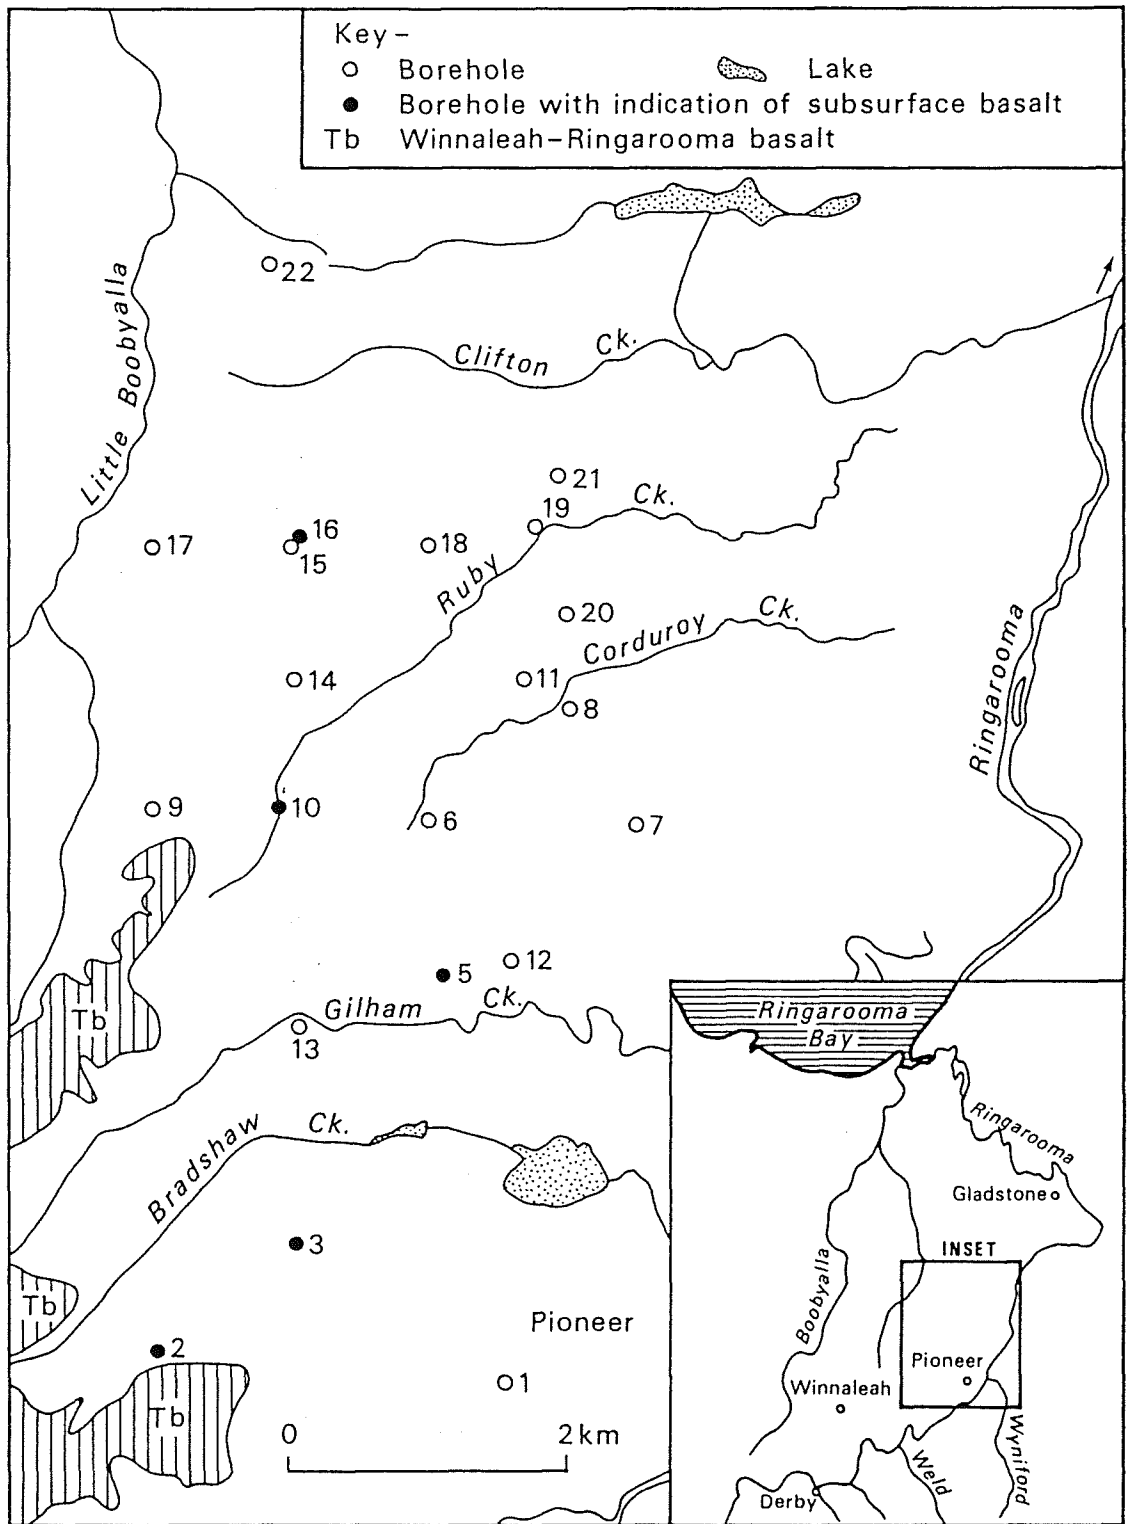 Key –
Borehole
Lake
Borehole with indication of subsurface basalt
Tb Winnaleah–Ringarooma basalt
22
Little Boobyalla
Clifton Ck.
21
19
Ruby Ck.
16
17
15
18
20
Corduroy Ck.
14
11
8
Ringarooma
9
10
6
7
5
12
Tb
Gilham Ck.
13
Bradshaw Ck.
3
Tb
Pioneer
2
1
Tb
0 2 km
Ringarooma
Bay
Ringarooma
Gladstone
INSET
Boobyalla
Pioneer
Winnaleah
Wyniford
Weld
Derby